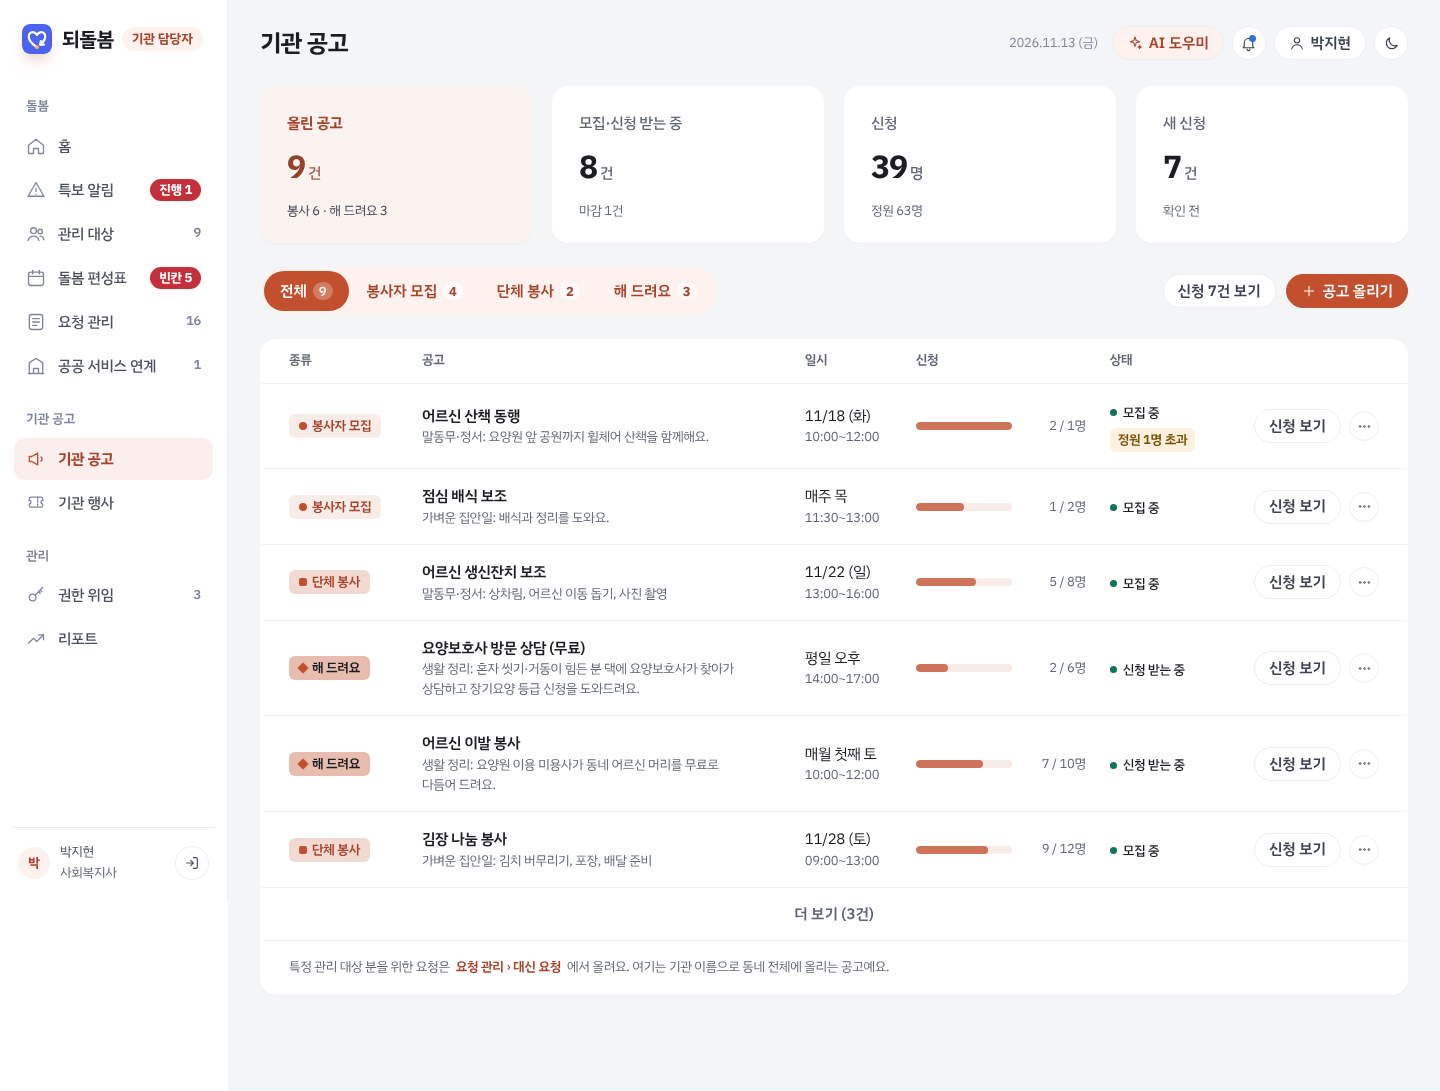 되돌봄 기관 담당자
돌봄
홈
특보 알림 진행 1
관리 대상 9
돌봄 편성표 빈칸 5
요청 관리 16
공공 서비스 연계 1
기관 공고
기관 공고
기관 행사
관리
권한 위임 3
리포트
박 박지현
사회복지사
기관 공고
2026.11.13 (금) AI 도우미 박지현
올린 공고
9건
봉사 6 · 해 드려요 3
모집·신청 받는 중
8건
마감 1건
신청
39명
정원 63명
새 신청
7건
확인 전
전체 9 봉사자 모집 4 단체 봉사 2 해 드려요 3
신청 7건 보기 + 공고 올리기
종류 공고 일시 신청 상태
봉사자 모집
어르신 산책 동행
말동무·정서: 요양원 앞 공원까지 휠체어 산책을 함께해요.
11/18 (화)
10:00~12:00
2 / 1명
모집 중
정원 1명 초과
신청 보기 ···
봉사자 모집
점심 배식 보조
가벼운 집안일: 배식과 정리를 도와요.
매주 목
11:30~13:00
1 / 2명
모집 중
신청 보기 ···
단체 봉사
어르신 생신잔치 보조
말동무·정서: 상차림, 어르신 이동 돕기, 사진 촬영
11/22 (일)
13:00~16:00
5 / 8명
모집 중
신청 보기 ···
해 드려요
요양보호사 방문 상담 (무료)
생활 정리: 혼자 씻기·거동이 힘든 분 댁에 요양보호사가 찾아가
상담하고 장기요양 등급 신청을 도와드려요.
평일 오후
14:00~17:00
2 / 6명
신청 받는 중
신청 보기 ···
해 드려요
어르신 이발 봉사
생활 정리: 요양원 이용 미용사가 동네 어르신 머리를 무료로
다듬어 드려요.
매월 첫째 토
10:00~12:00
7 / 10명
신청 받는 중
신청 보기 ···
단체 봉사
김장 나눔 봉사
가벼운 집안일: 김치 버무리기, 포장, 배달 준비
11/28 (토)
09:00~13:00
9 / 12명
모집 중
신청 보기 ···
더 보기 (3건)
특정 관리 대상 분을 위한 요청은 요청 관리 › 대신 요청 에서 올려요. 여기는 기관 이름으로 동네 전체에 올리는 공고예요.